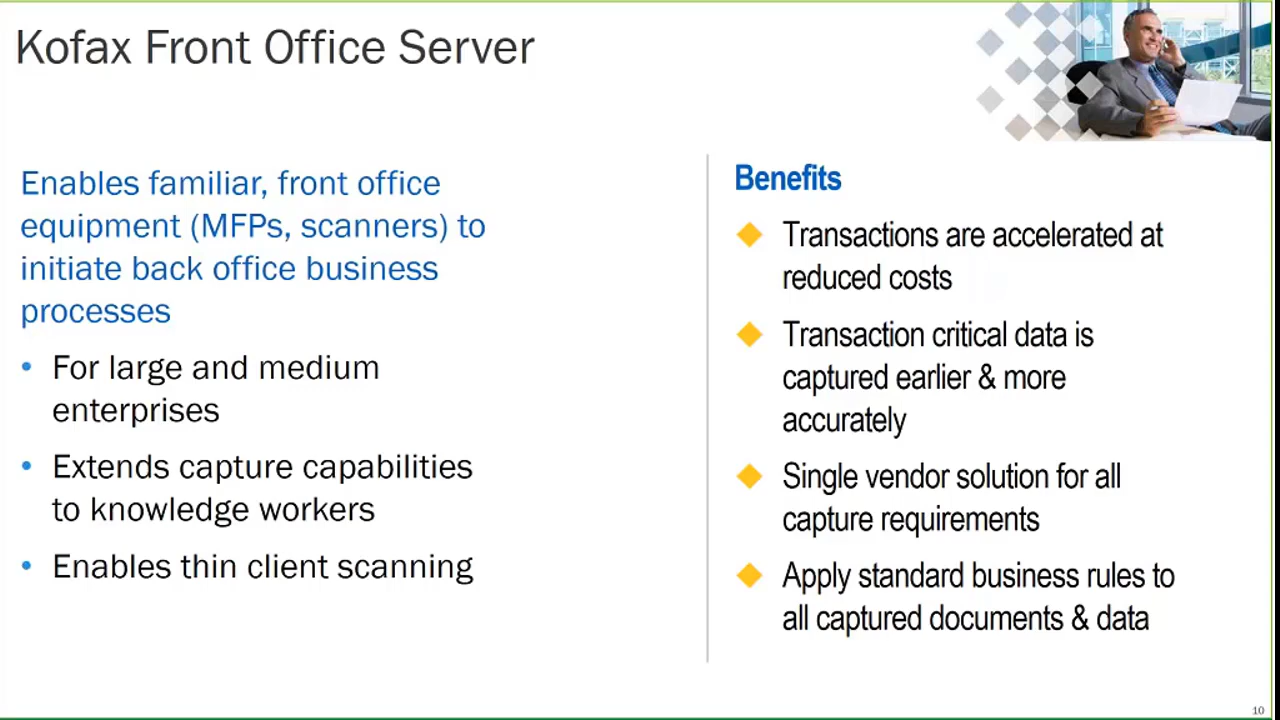 Kofax Front Office Server
Enables familiar, front office
equipment (MFPs, scanners) to
initiate back office business
processes
• For large and medium
enterprises
• Extends capture capabilities
to knowledge workers
• Enables thin client scanning
Benefits
Transactions are accelerated at
reduced costs
Transaction critical data is
captured earlier & more
accurately
Single vendor solution for all
capture requirements
Apply standard business rules to
all captured documents & data
10